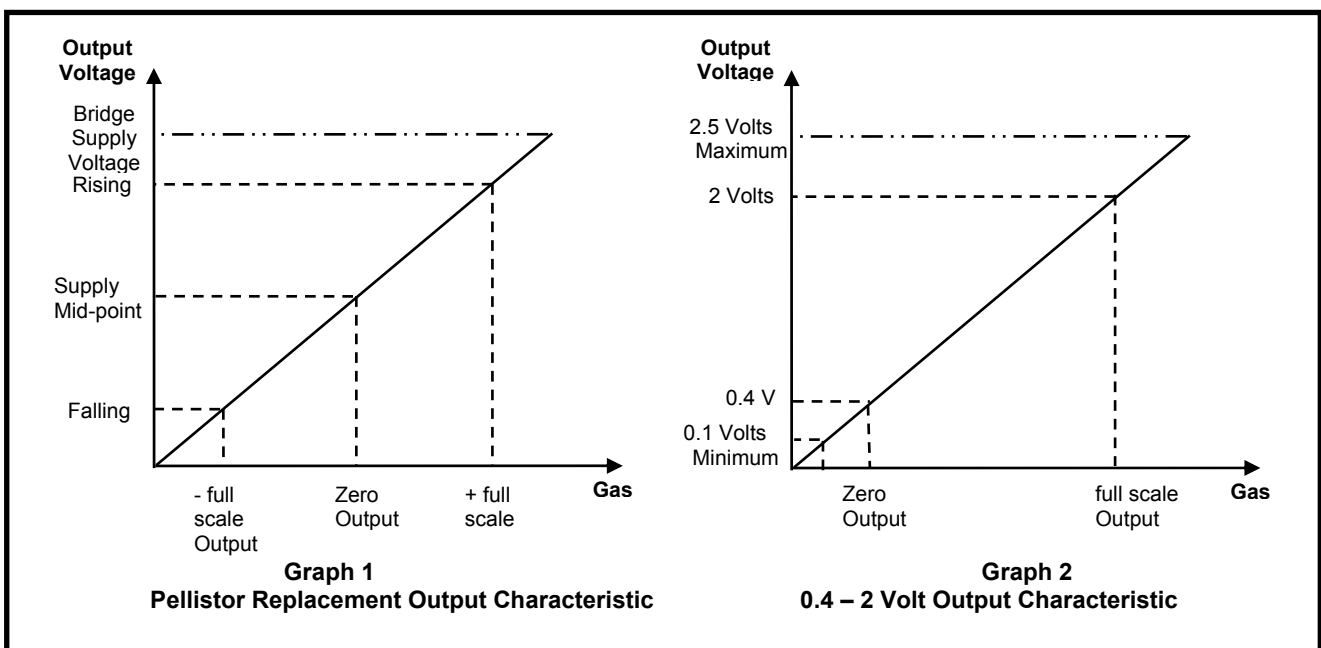 Output
Voltage
Bridge
Supply
Voltage
Rising
Supply
Mid-point
Falling
- full
scale
Output
Zero
Output
+ full
scale
Gas
Graph 1
Pellistor Replacement Output Characteristic
Output
Voltage
2.5 Volts
Maximum
2 Volts
0.4 V
0.1 Volts
Minimum
Zero
Output
full scale
Output
Gas
Graph 2
0.4 – 2 Volt Output Characteristic